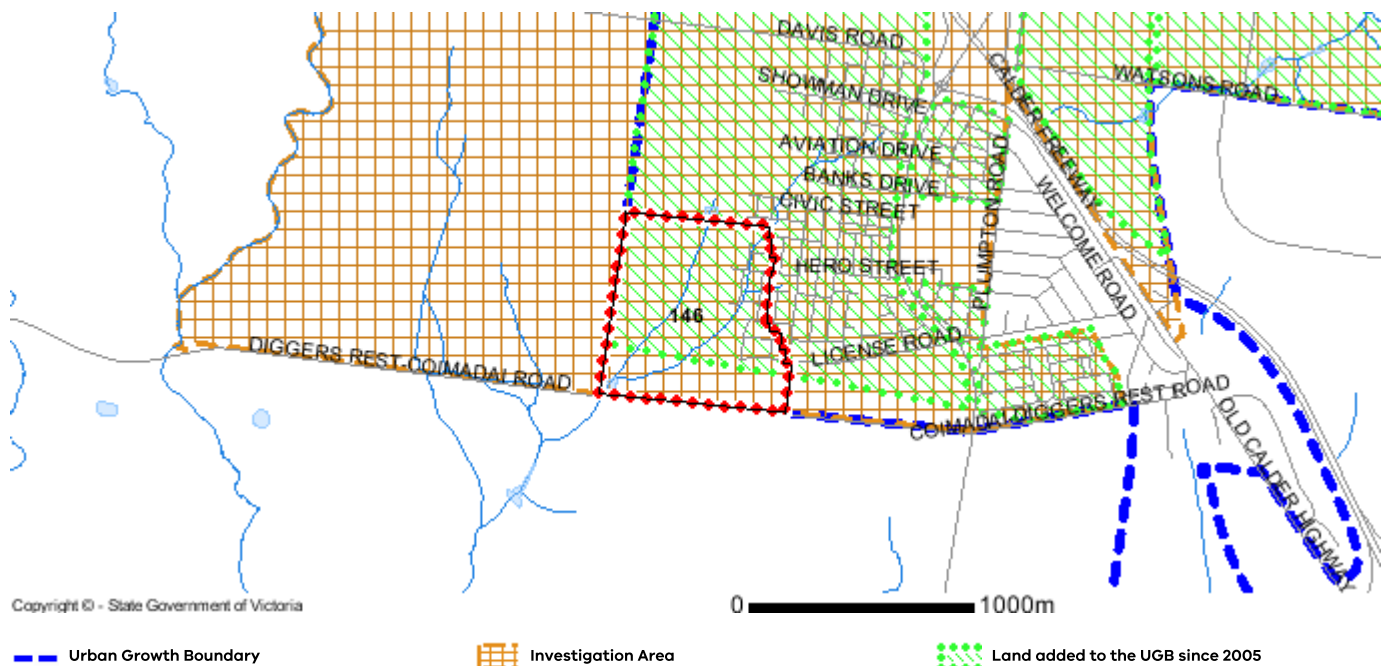 DAVIS ROAD
CALDER FREEWAY
WATSONS ROAD
SHOWMAN DRIVE
AVIATION DRIVE
BANKS DRIVE
CIVIC STREET
PLUMPTON ROAD
WELCOME ROAD
HERO STREET
146
LICENSE ROAD
DIGGERS REST-COIMADAI ROAD
COIMADAI DIGGERS REST ROAD
OLD CALDER HIGHWAY
Copyright © - State Government of Victoria
0 1000m
Urban Growth Boundary
Investigation Area
Land added to the UGB since 2005